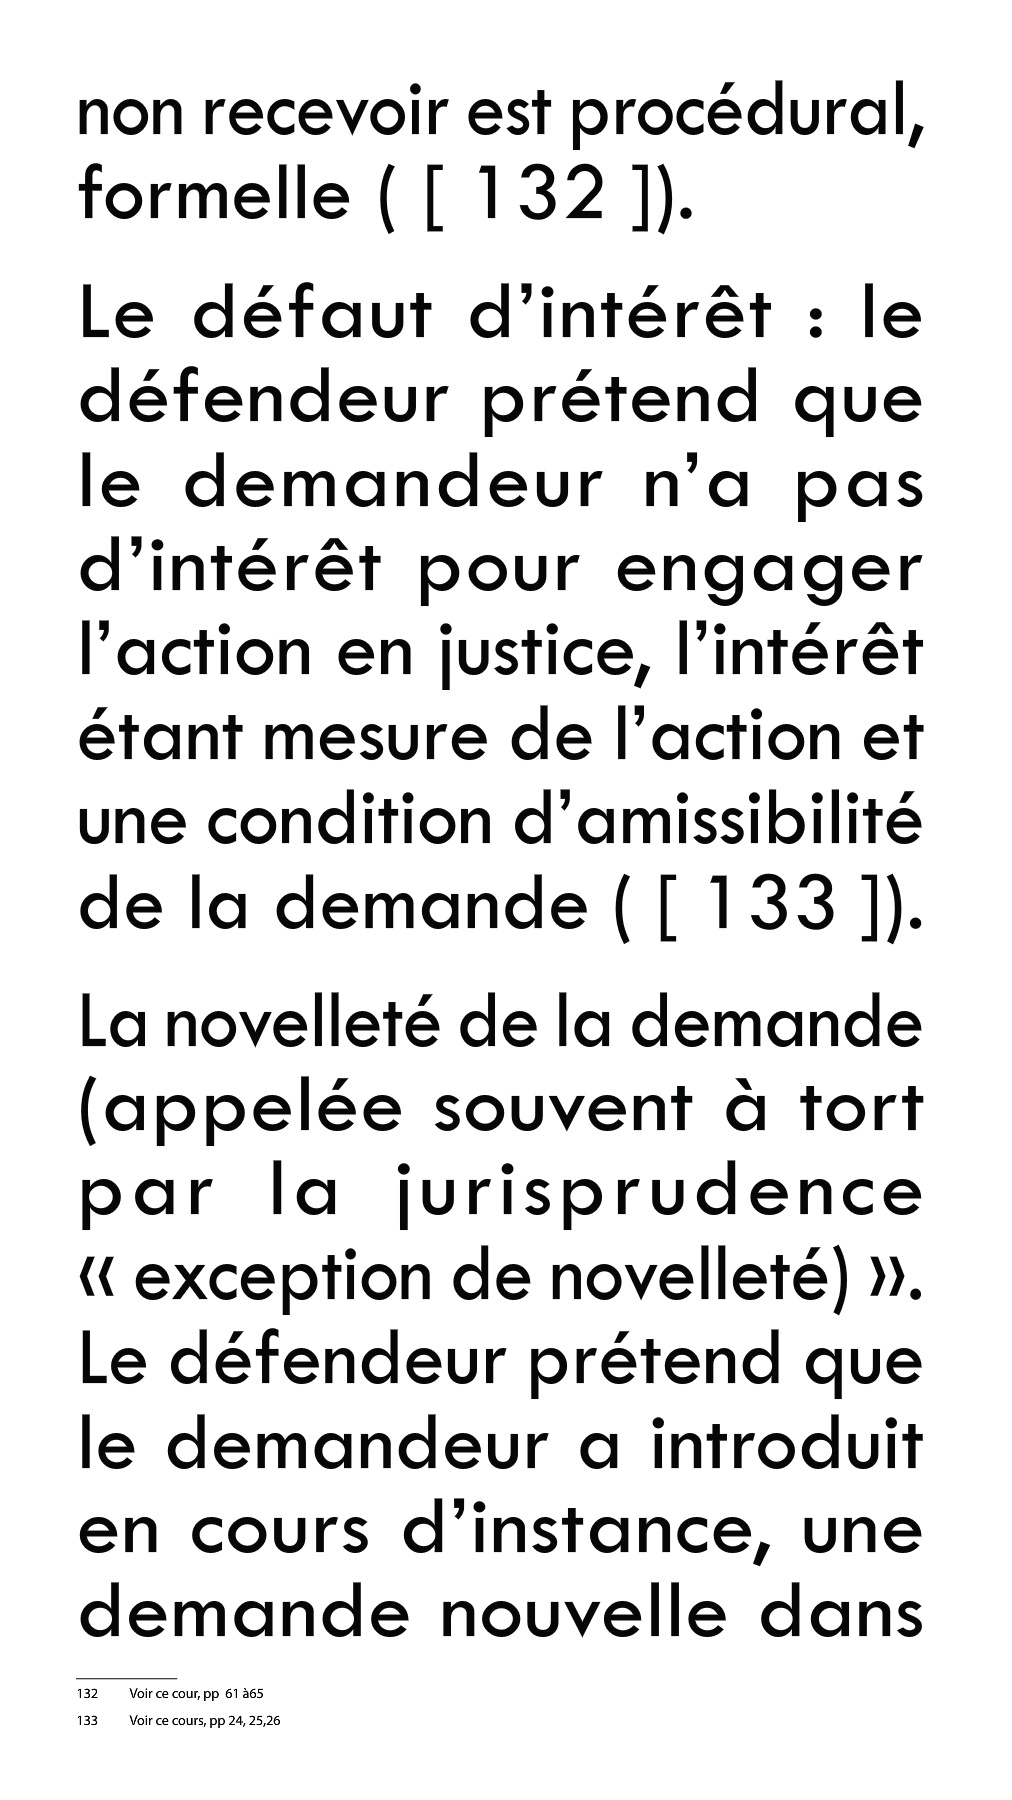 non recevoir est procédural,
formelle ( [ 132 ]).
Le défaut d’intérêt : le
défendeur prétend que
le demandeur n’a pas
d’intérêt pour engager
l’action en justice, l’intérêt
étant mesure de l’action et
une condition d’amissibilité
de la demande ( [ 133 ]).
La novelleté de la demande
(appelée souvent à tort
par la jurisprudence
« exception de novelleté) ».
Le défendeur prétend que
le demandeur a introduit
en cours d’instance, une
demande nouvelle dans
132 Voir ce cour, pp 61 à65
133 Voir ce cours, pp 24, 25,26